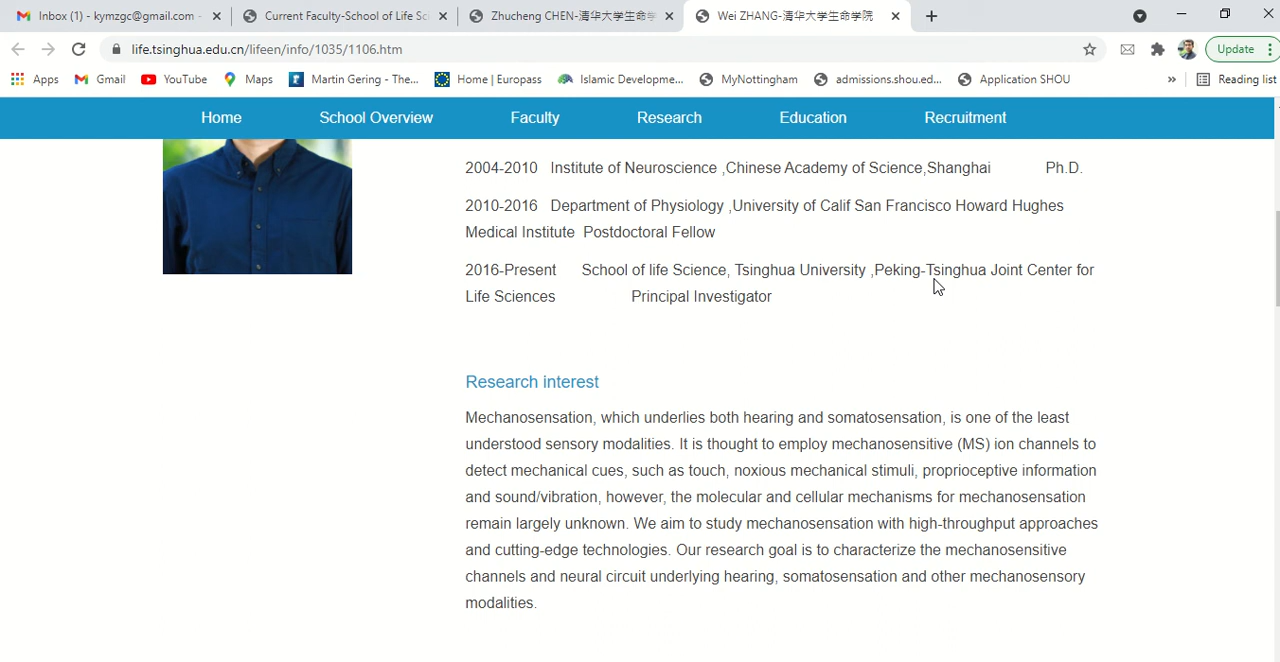 Inbox (1) - kymzgc@gmail.com -
Current Faculty-School of Life Sci
Zhucheng CHEN-清华大学生命学
Wei ZHANG-清华大学生命学院
life.tsinghua.edu.cn/lifeen/info/1035/1106.htm
Update
Apps
Gmail
YouTube
Maps
Martin Gering - The...
Home | Europass
Islamic Developme...
MyNottingham
admissions.shou.ed...
Application SHOU
»
Reading list
Home
School Overview
Faculty
Research
Education
Recruitment
2004-2010 Institute of Neuroscience ,Chinese Academy of Science,Shanghai Ph.D.
2010-2016 Department of Physiology ,University of Calif San Francisco Howard Hughes
Medical Institute Postdoctoral Fellow
2016-Present School of life Science, Tsinghua University ,Peking-Tsinghua Joint Center for
Life Sciences Principal Investigator
Research interest
Mechanosensation, which underlies both hearing and somatosensation, is one of the least
understood sensory modalities. It is thought to employ mechanosensitive (MS) ion channels to
detect mechanical cues, such as touch, noxious mechanical stimuli, proprioceptive information
and sound/vibration, however, the molecular and cellular mechanisms for mechanosensation
remain largely unknown. We aim to study mechanosensation with high-throughput approaches
and cutting-edge technologies. Our research goal is to characterize the mechanosensitive
channels and neural circuit underlying hearing, somatosensation and other mechanosensory
modalities.